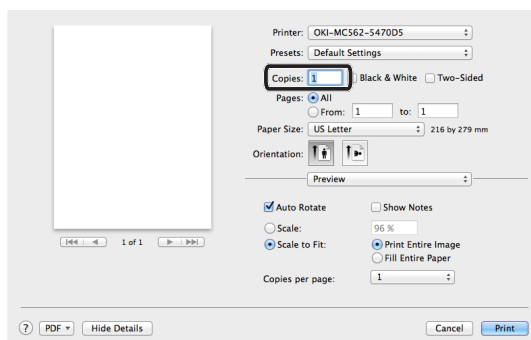 Printer: OKI-MC562-5470D5
Presets: Default Settings
Copies: 1 Black & White Two-Sided
Pages: All
From: 1 to: 1
Paper Size: US Letter 216 by 279 mm
Orientation:
Preview
Auto Rotate Show Notes
Scale: 96 %
Scale to Fit: Print Entire Image
Fill Entire Paper
Copies per page: 1
1 of 1
? PDF Hide Details Cancel Print